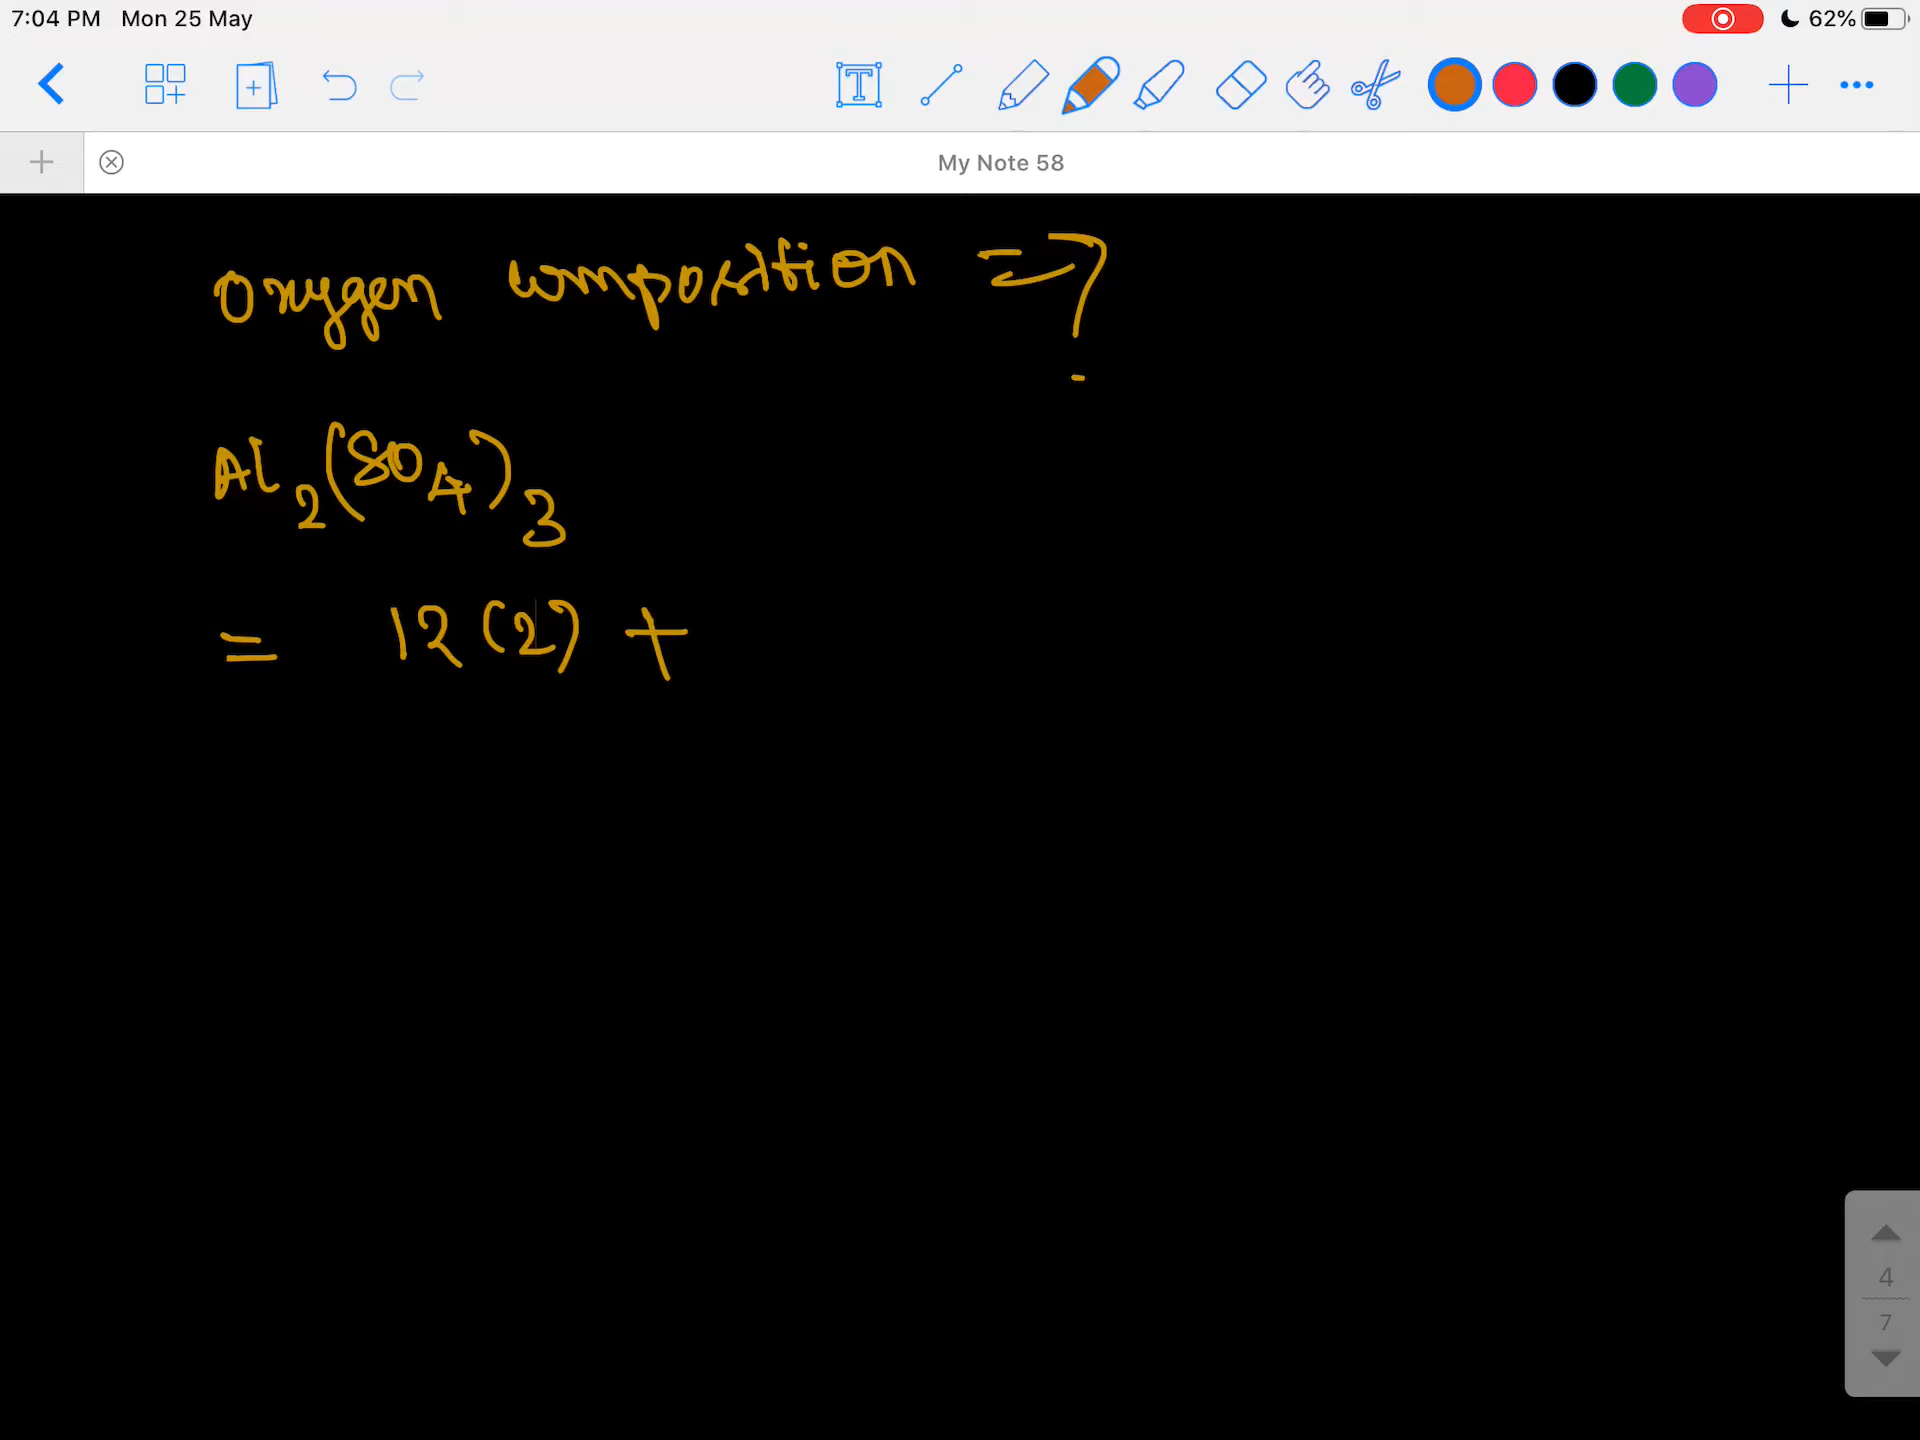 7:04 PM Mon 25 May 62%
My Note 58
Oxygen composition =?
Al2(SO4)3
= 12(2) +
4
7